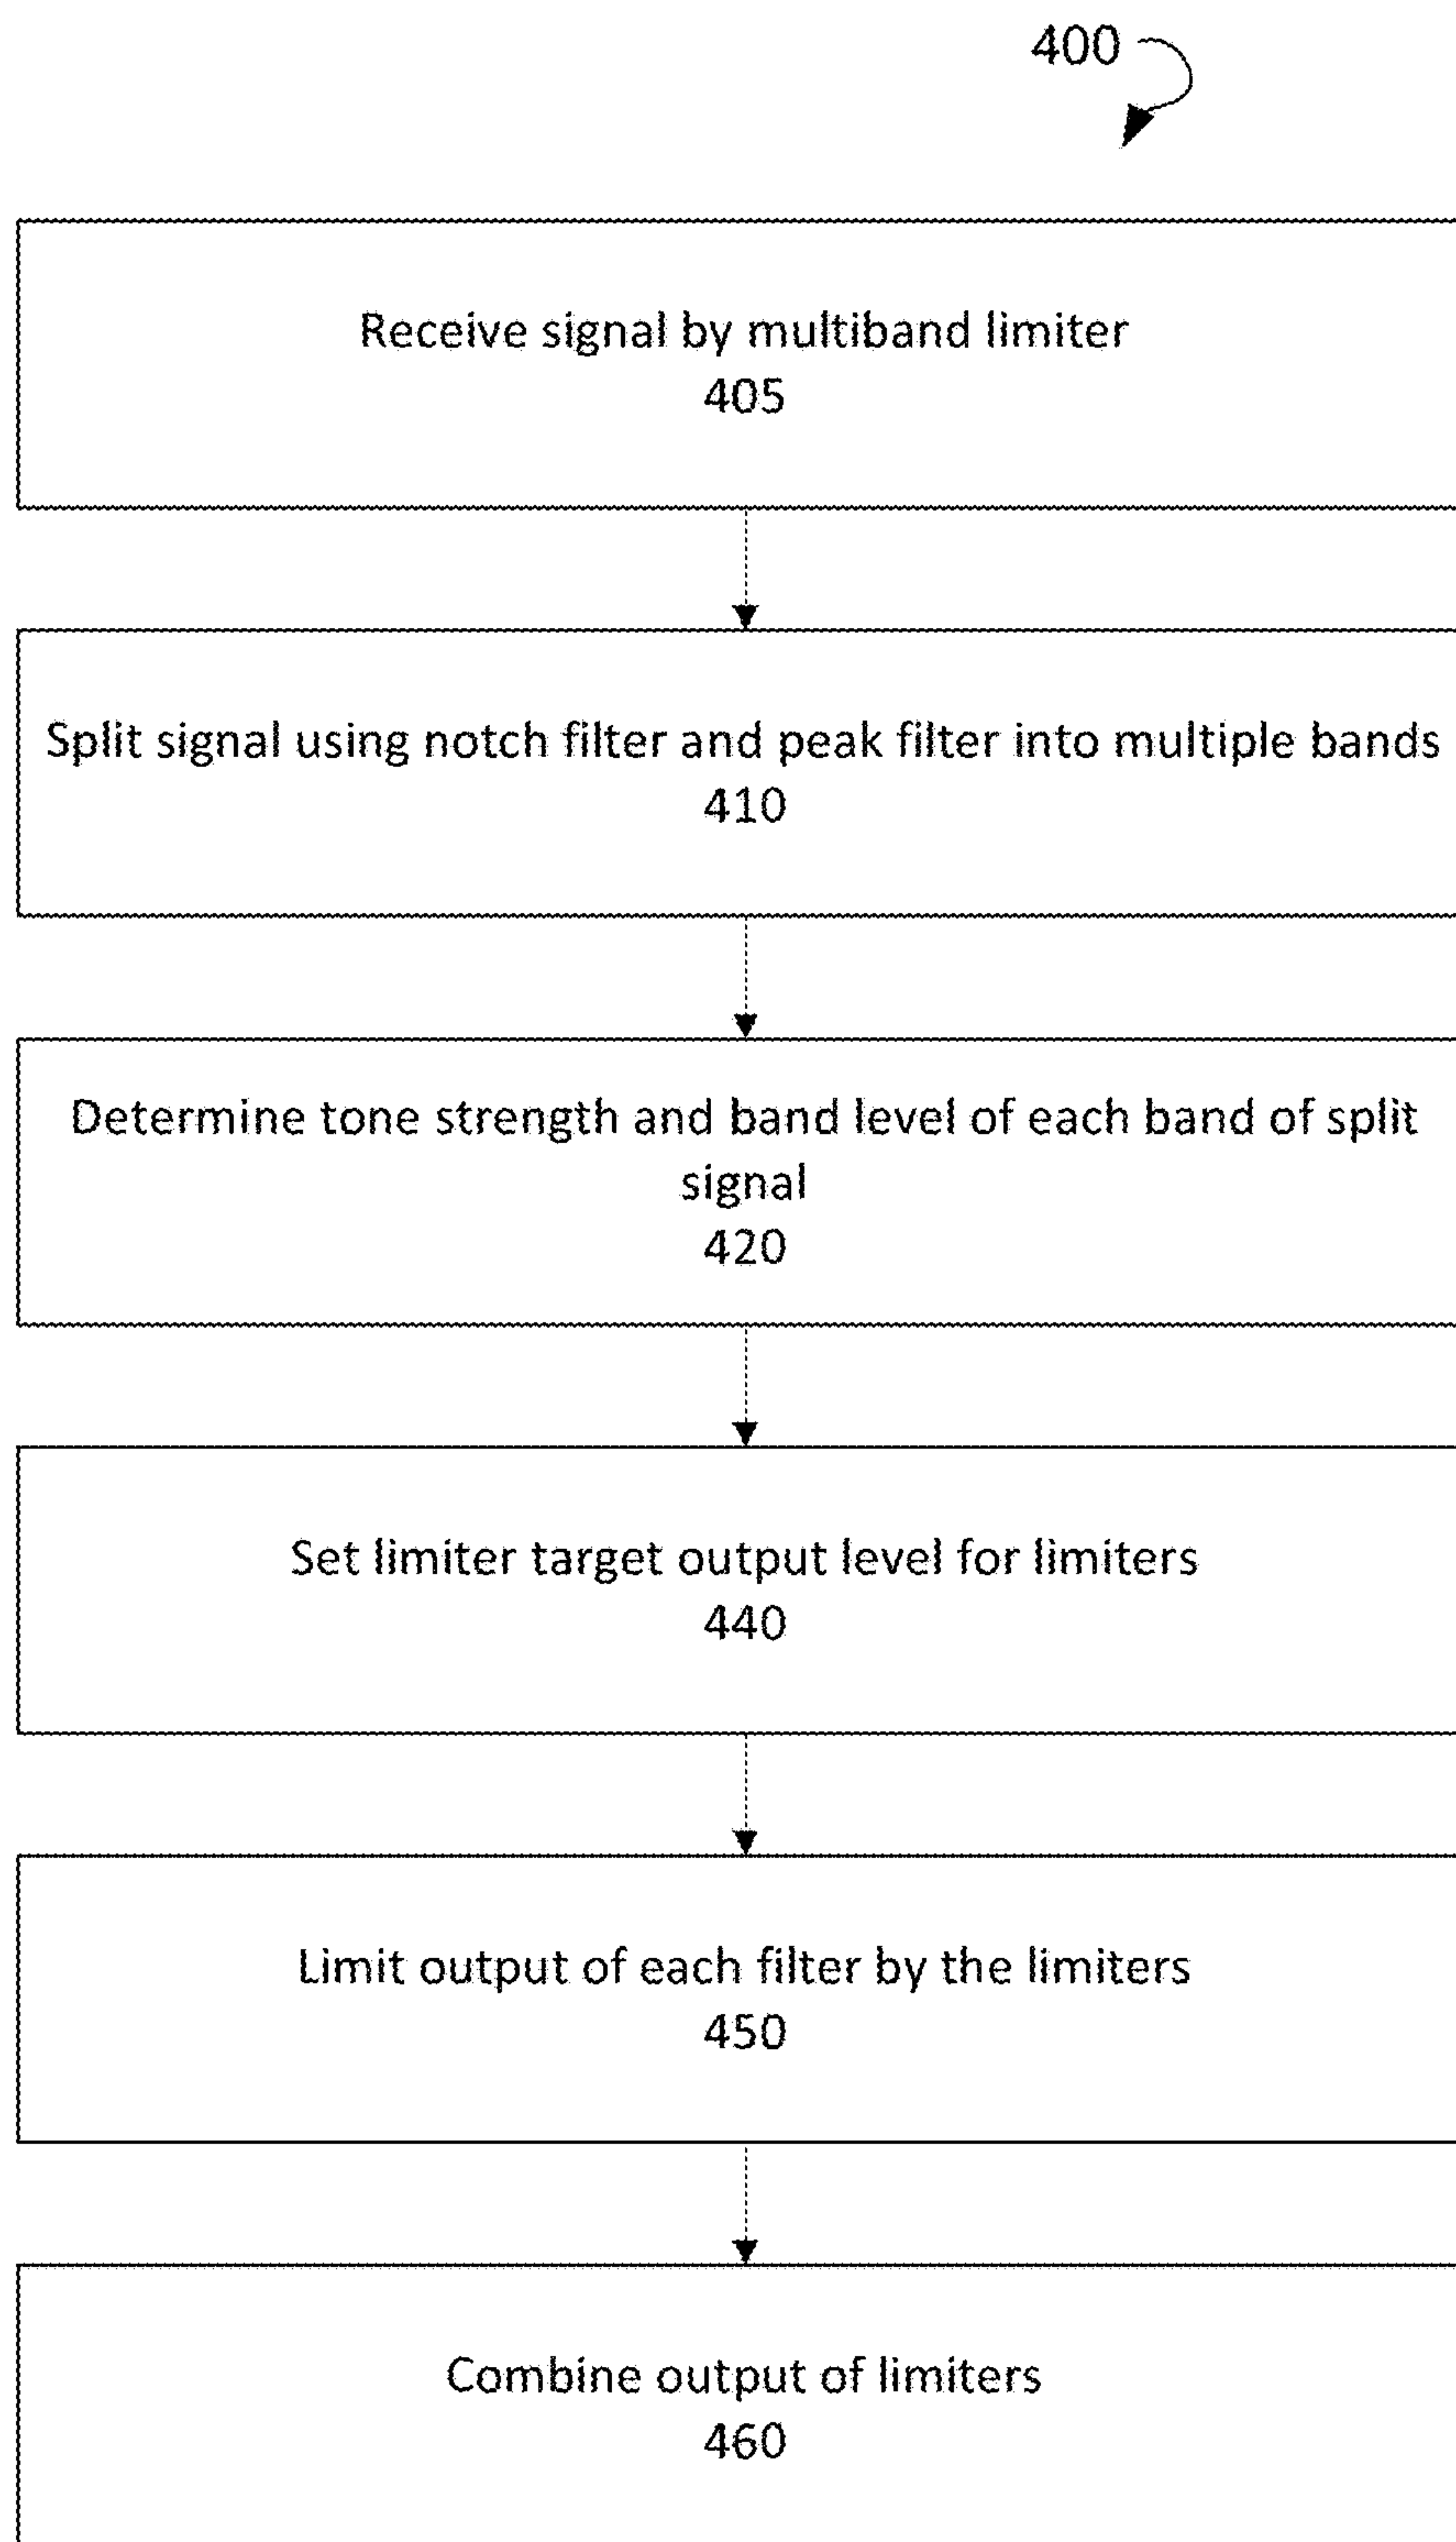 400
Receive signal by multiband limiter
405
Split signal using notch filter and peak filter into multiple bands
410
Determine tone strength and band level of each band of split
signal
420
Set limiter target output level for limiters
440
Limit output of each filter by the limiters
450
Combine output of limiters
460